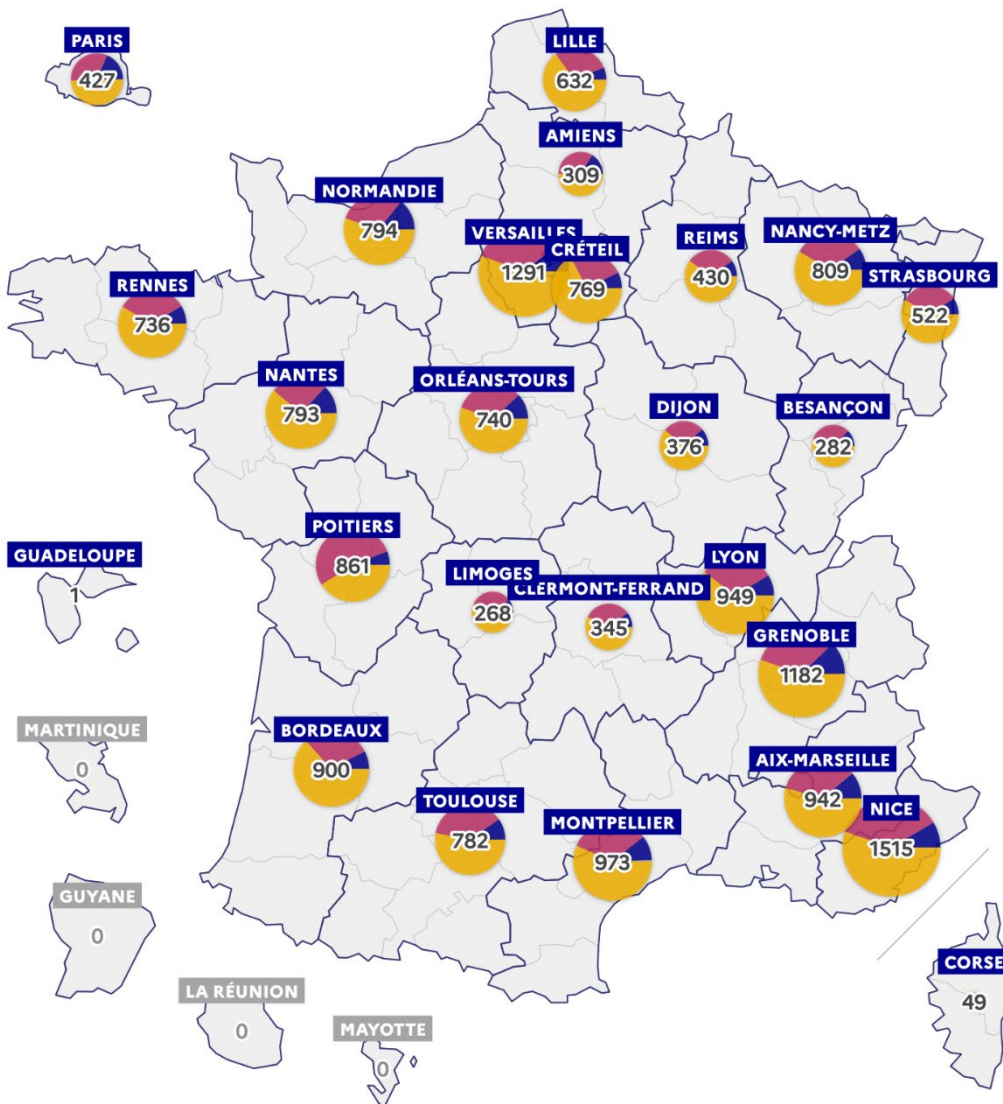 PARIS
427
LILLE
632
AMIENS
309
NORMANDIE
794
VERSAILLES
1291
CRÉTEIL
769
REIMS
430
NANCY-METZ
809
STRASBOURG
522
RENNES
736
NANTES
793
ORLÉANS-TOURS
740
DIJON
376
BESANÇON
282
POITIERS
861
GUADELOUPE
1
LIMOGES
268
CLERMONT-FERRAND
345
LYON
949
GRENOBLE
1182
MARTINIQUE
0
BORDEAUX
900
AIX-MARSEILLE
942
TOULOUSE
782
MONTPELLIER
973
NICE
1515
GUYANE
0
LA RÉUNION
0
MAYOTTE
0
CORSE
49